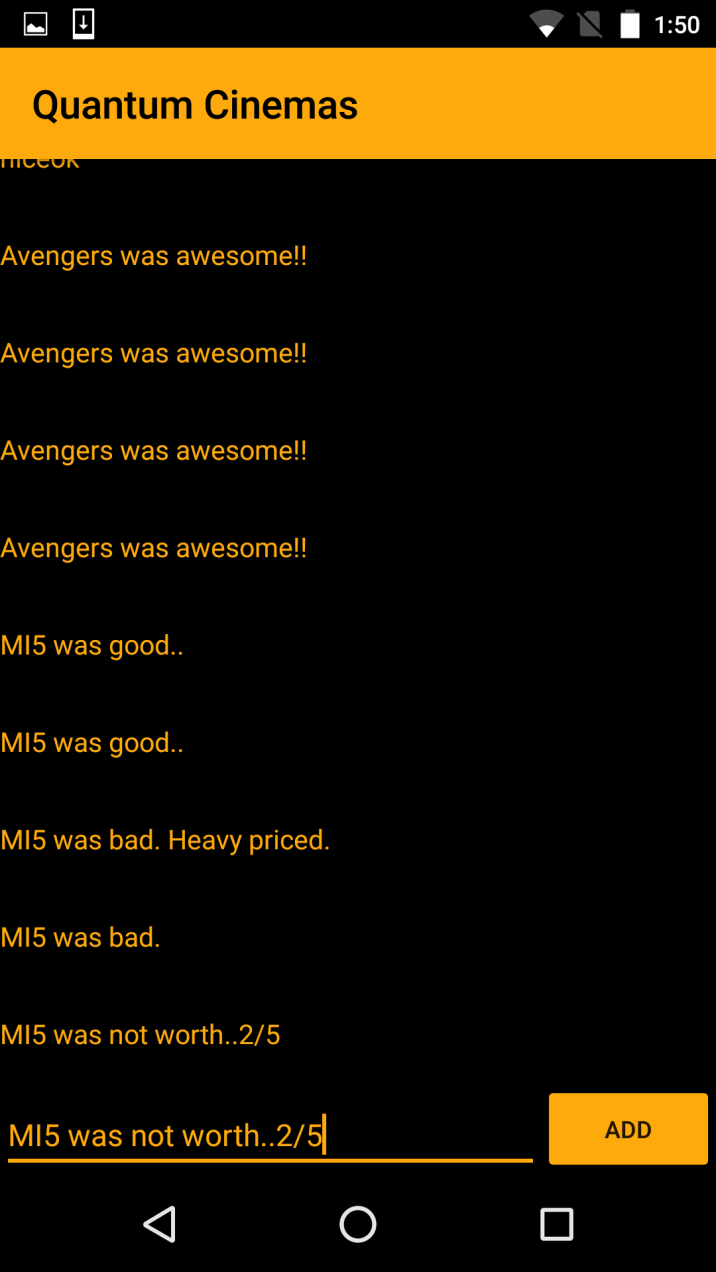 1:50
Quantum Cinemas
niceok
Avengers was awesome!!
Avengers was awesome!!
Avengers was awesome!!
Avengers was awesome!!
MI5 was good..
MI5 was good..
MI5 was bad. Heavy priced.
MI5 was bad.
MI5 was not worth..2/5
MI5 was not worth..2/5
ADD